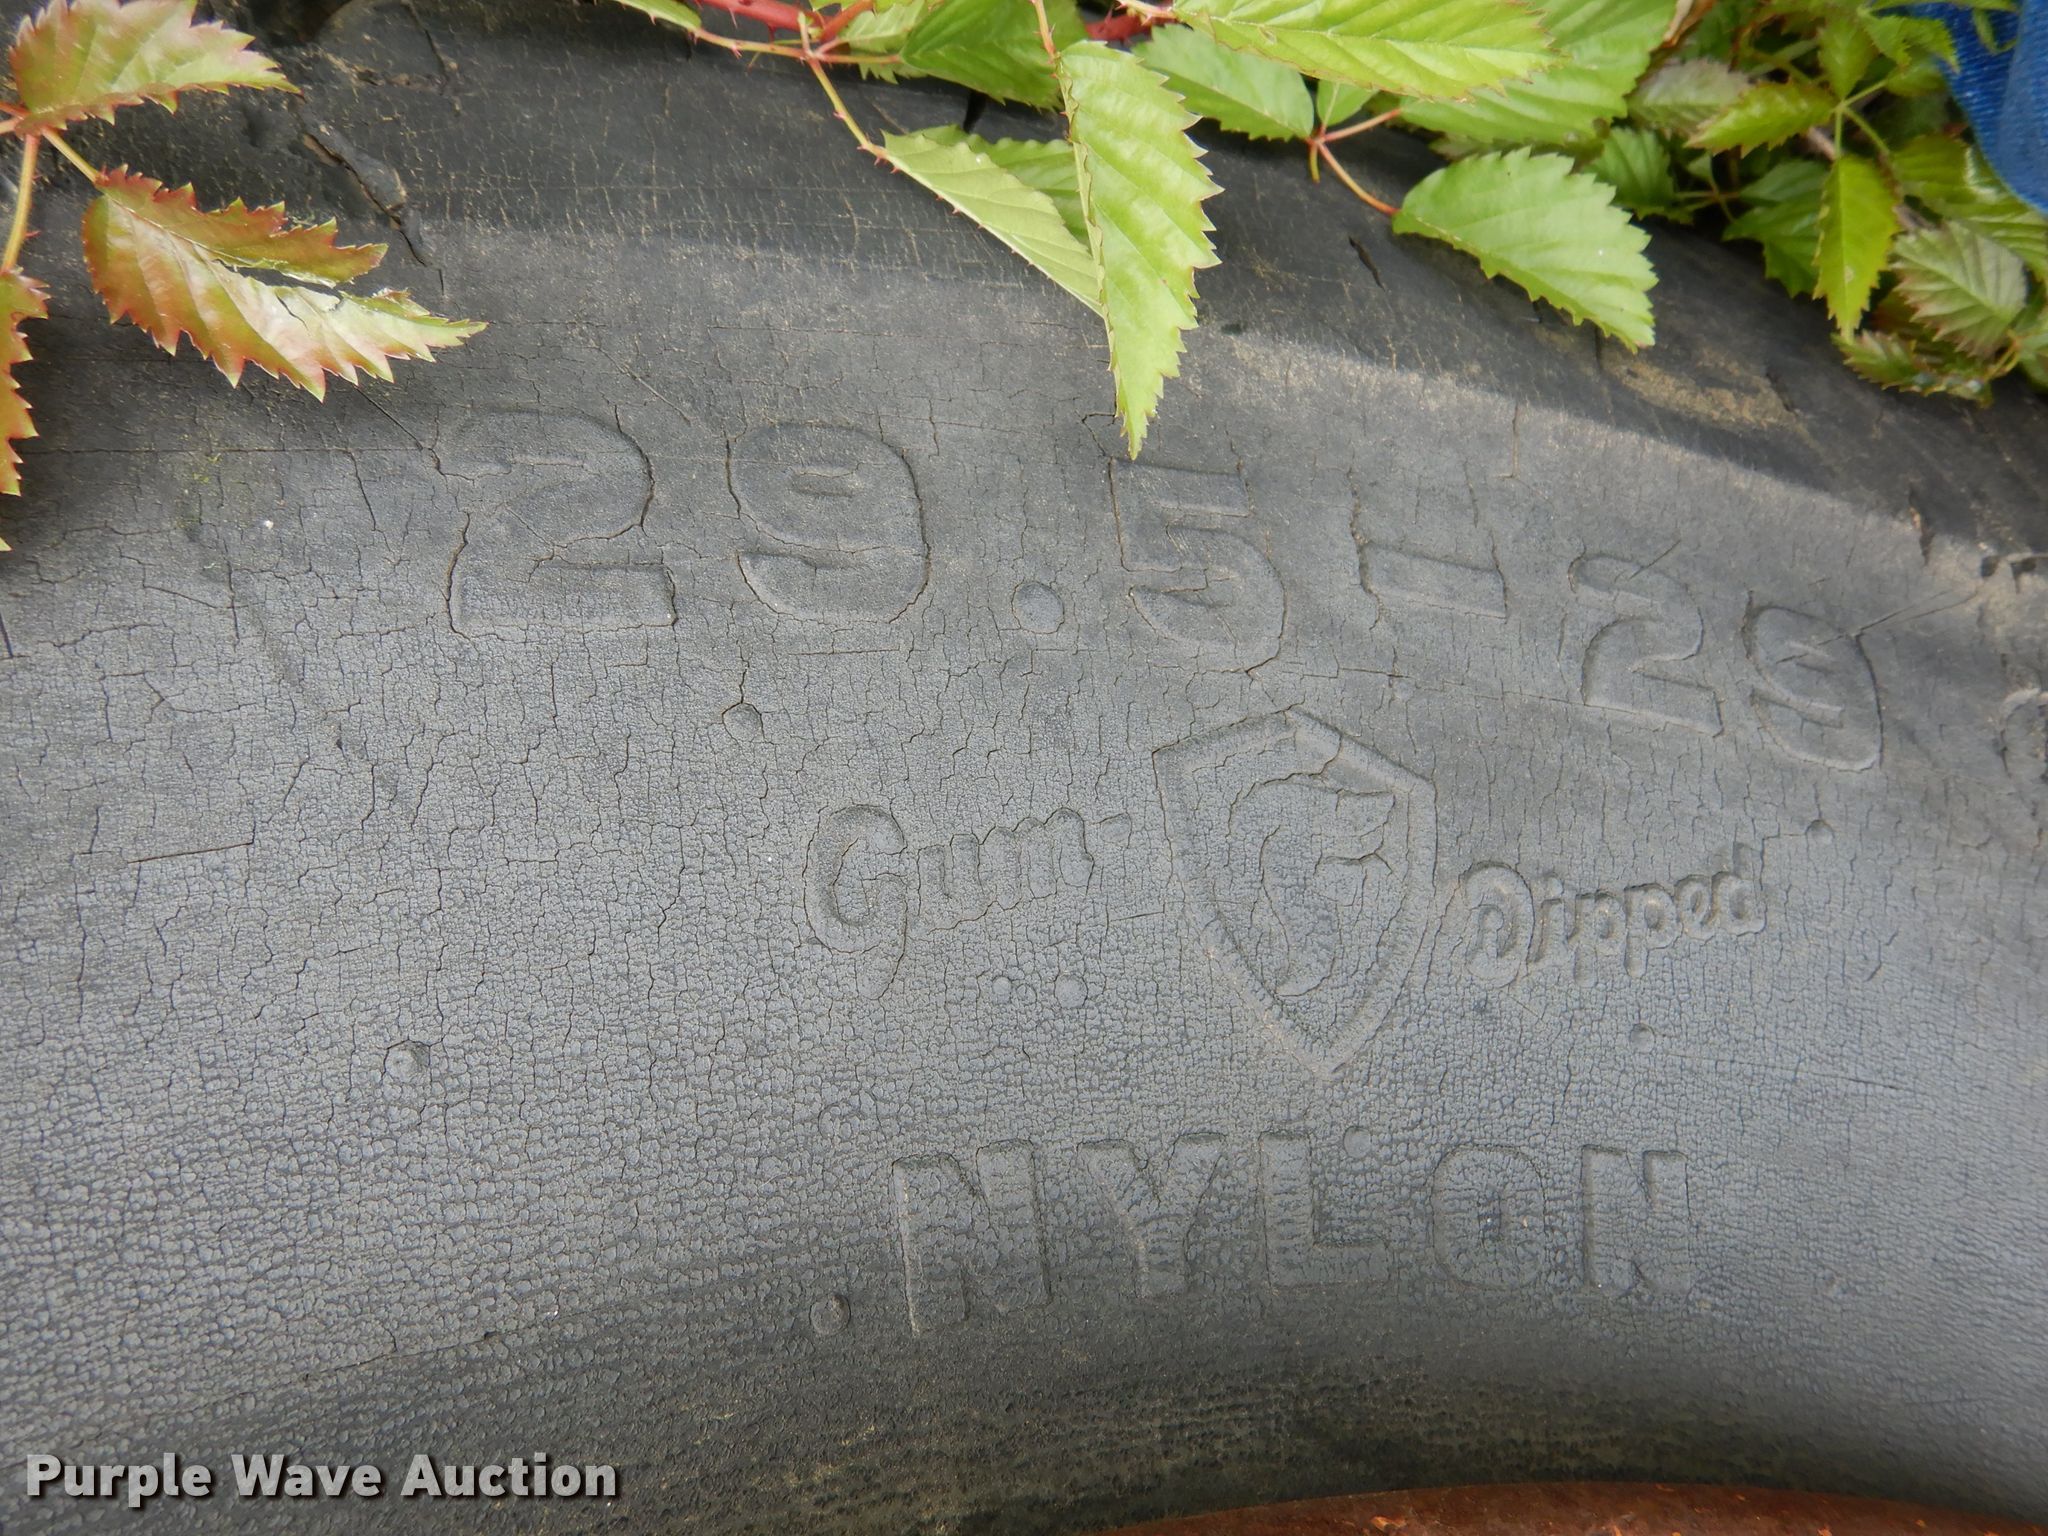 29.5-29
Gum-Dipped
F
NYLON
Purple Wave Auction